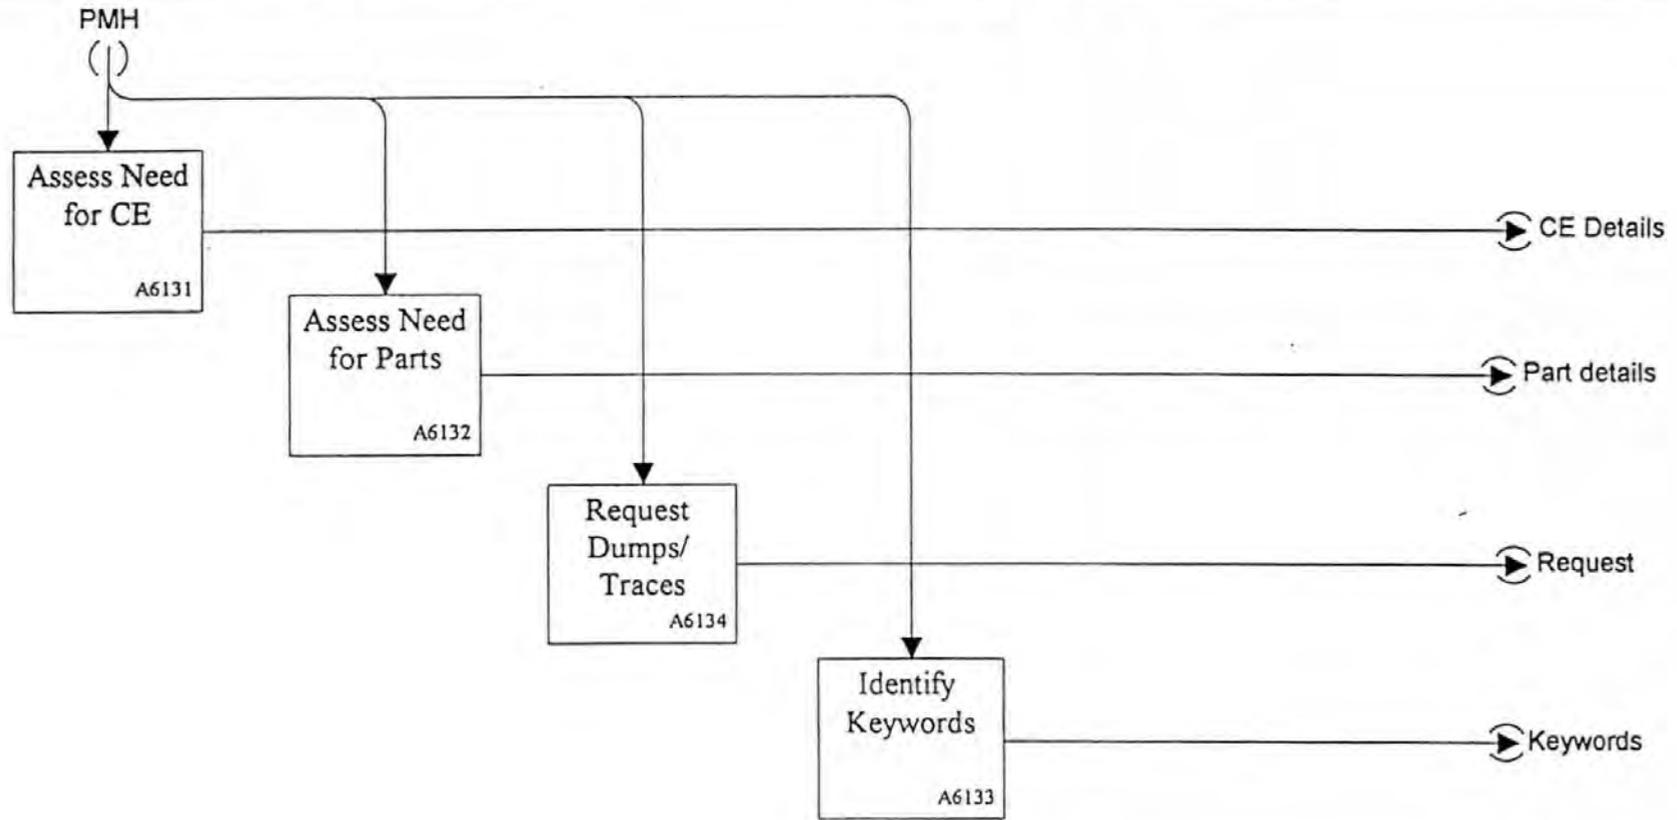 PMH
Assess Need
for CE
A6131
CE Details
Assess Need
for Parts
A6132
Part details
Request
Dumps/
Traces
A6134
Request
Identify
Keywords
A6133
Keywords